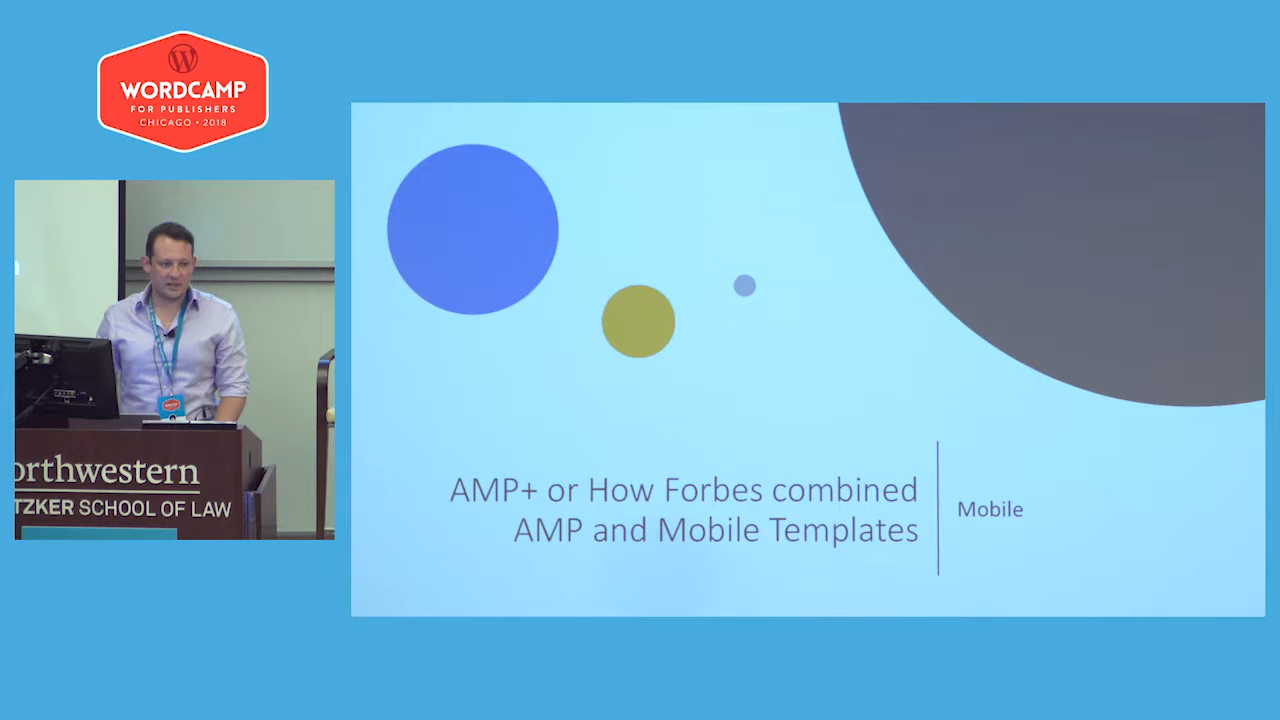 WORDCAMP
FOR PUBLISHERS
CHICAGO • 2018
orthwestern
TZKER SCHOOL OF LAW
AMP+ or How Forbes combined
AMP and Mobile Templates
Mobile